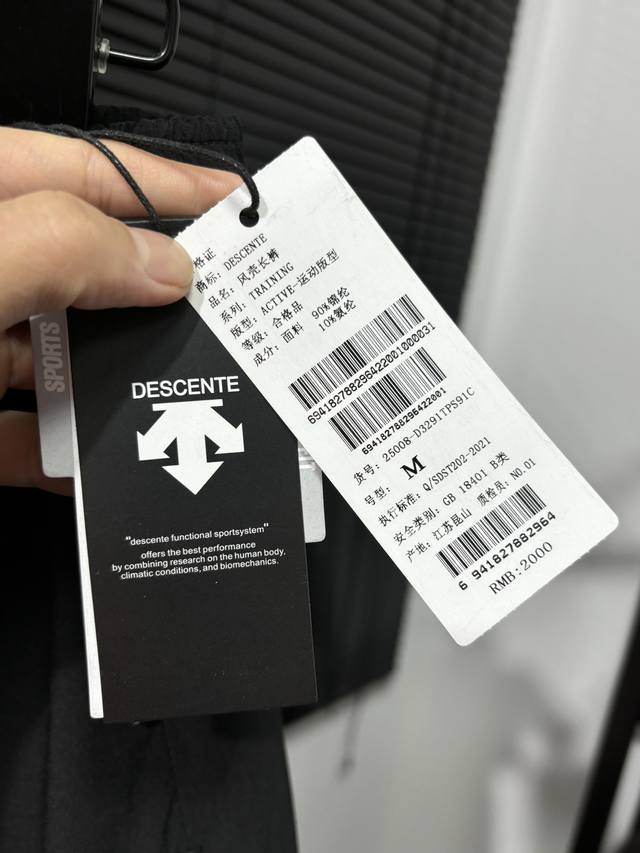 SPORTS
DESCENTE
"descente functional sportsystem"
offers the best performance
by combining research on the human body,
climatic conditions, and biomechanics.
格证
商标: DESCENTE
品名: 风壳长裤
系列: TRAINING
版型: ACTIVE-运动版型
等级: 合格品
成分: 面料 90%锦纶
10%氨纶
694182788296422001000031
694182788296422001
货号: 25008-D3291TPS91C
号型: M
执行标准: Q/SDST202-2021
安全类别: GB 18401 B类
产地: 江苏昆山 质检员: NO.01
6 941827882964
RMB:2000